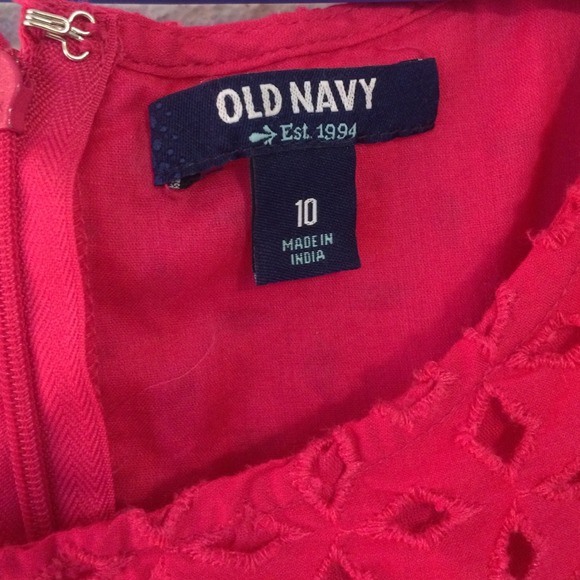 OLD NAVY
Est. 1994
10
MADE IN
INDIA